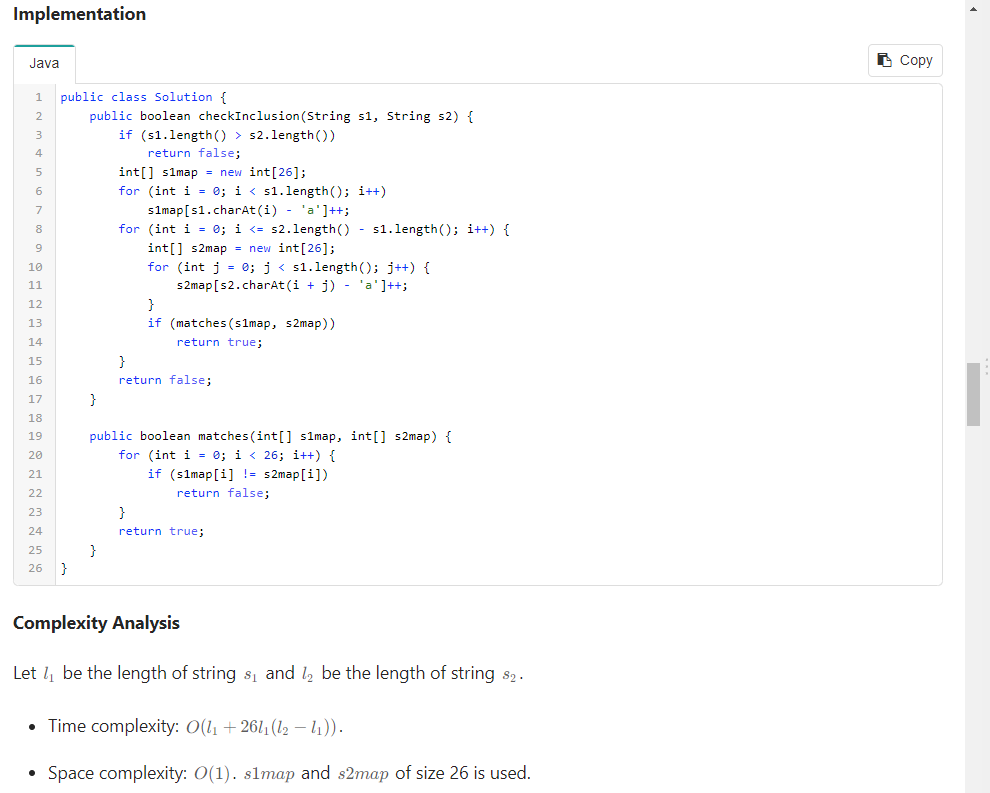 Implementation
Java
Copy
1 public class Solution {
2     public boolean checkInclusion(String s1, String s2) {
3         if (s1.length() > s2.length())
4             return false;
5         int[] s1map = new int[26];
6         for (int i = 0; i < s1.length(); i++)
7             s1map[s1.charAt(i) - 'a']++;
8         for (int i = 0; i <= s2.length() - s1.length(); i++) {
9             int[] s2map = new int[26];
10             for (int j = 0; j < s1.length(); j++) {
11                 s2map[s2.charAt(i + j) - 'a']++;
12             }
13             if (matches(s1map, s2map))
14                 return true;
15         }
16         return false;
17     }
18
19     public boolean matches(int[] s1map, int[] s2map) {
20         for (int i = 0; i < 26; i++) {
21             if (s1map[i] != s2map[i])
22                 return false;
23         }
24         return true;
25     }
26 }
Complexity Analysis
Let l₁ be the length of string s₁ and l₂ be the length of string s₂.
• Time complexity: O(l₁ + 26l₁(l₂ − l₁)).
• Space complexity: O(1). s1map and s2map of size 26 is used.